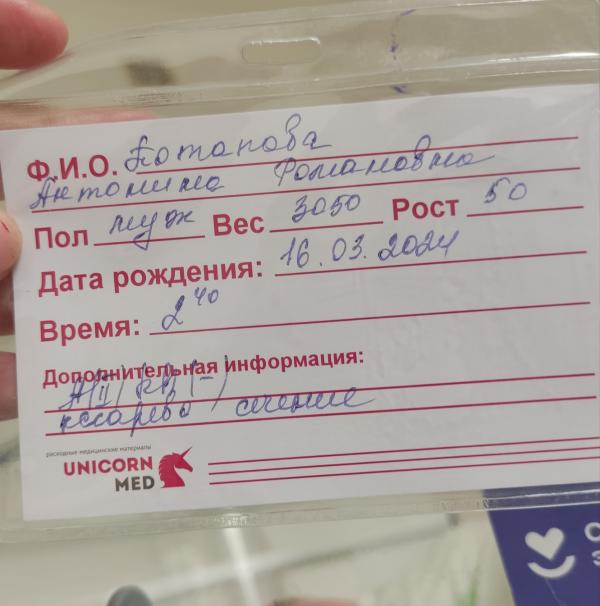 Ф.И.О. Потапова
Антонина Романовна
Пол муж Вес 3050 Рост 50
Дата рождения: 16.03.2024
Время: 2⁴⁰
Дополнительная информация:
A(II) Rh(-)
кесарево сечение
расходные медицинские материалы
UNICORN
MED
С
З